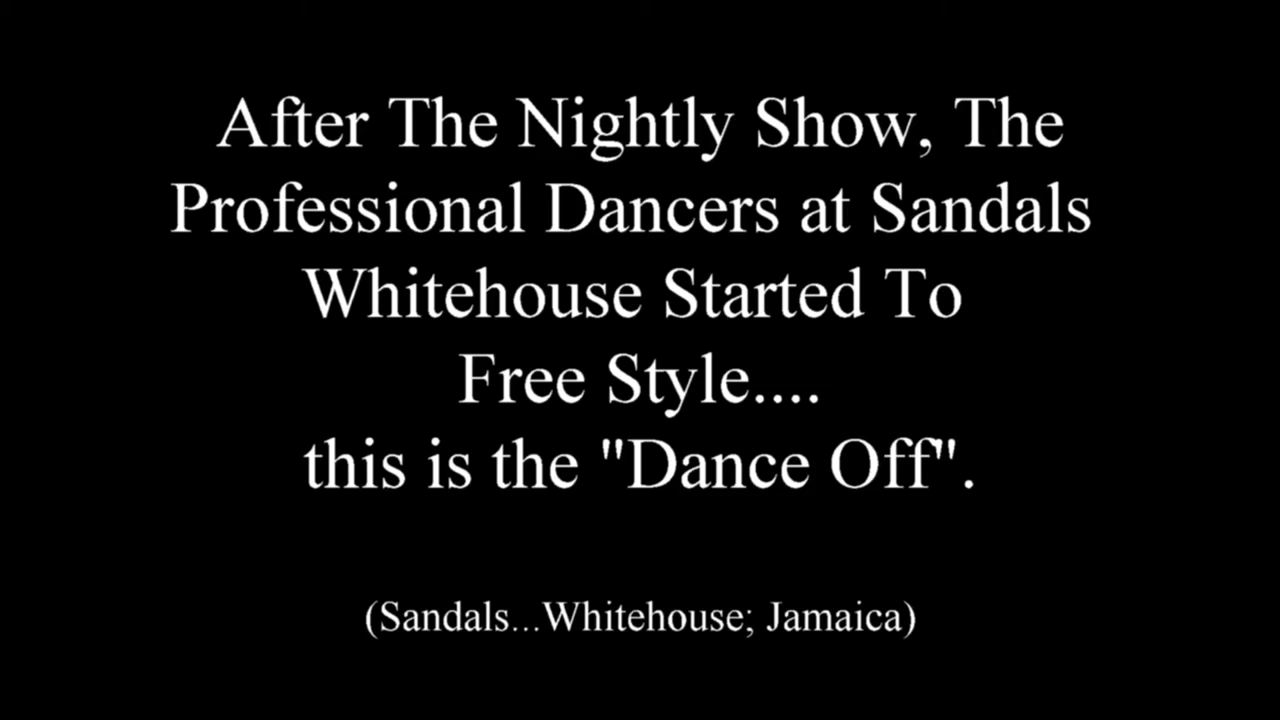 After The Nightly Show, The
Professional Dancers at Sandals
Whitehouse Started To
Free Style....
this is the "Dance Off".
(Sandals...Whitehouse; Jamaica)